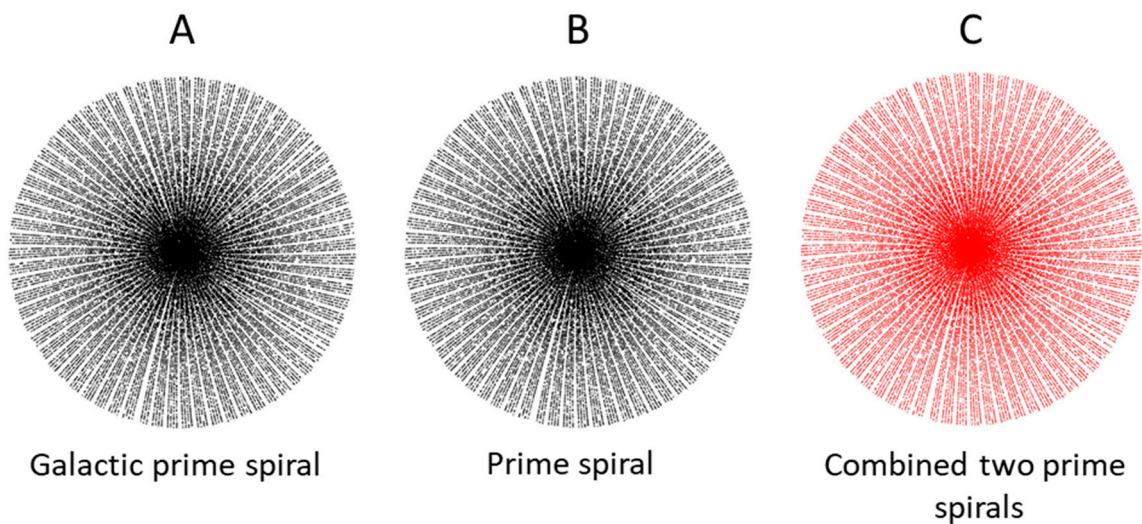 A
B
C
Galactic prime spiral
Prime spiral
Combined two prime
spirals